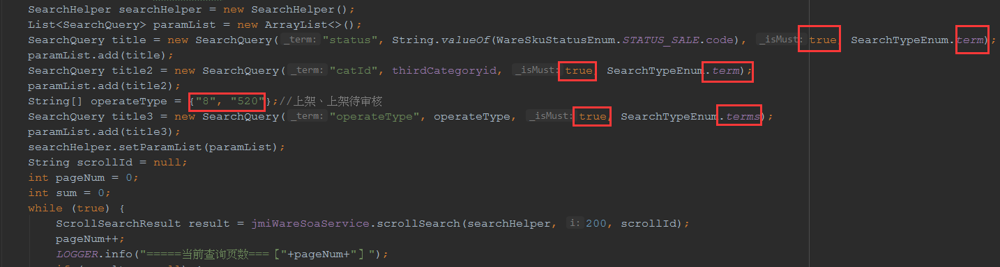 SearchHelper searchHelper = new SearchHelper();
List<SearchQuery> paramList = new ArrayList<>();
SearchQuery title = new SearchQuery(_term:"status", String.valueOf(WareSkuStatusEnum.STATUS_SALE.code), _isMust:true, SearchTypeEnum.term);
paramList.add(title);
SearchQuery title2 = new SearchQuery(_term:"catId", thirdCategoryid, _isMust:true, SearchTypeEnum.term);
paramList.add(title2);
String[] operateType = {"8", "520"};//上架、上架待审核
SearchQuery title3 = new SearchQuery(_term:"operateType", operateType, _isMust:true, SearchTypeEnum.terms);
paramList.add(title3);
searchHelper.setParamList(paramList);
String scrollId = null;
int pageNum = 0;
int sum = 0;
while (true) {
ScrollSearchResult result = jmiWareSoaService.scrollSearch(searchHelper, i:200, scrollId);
pageNum++;
LOGGER.info("=====当前查询页数===["+pageNum+"]");